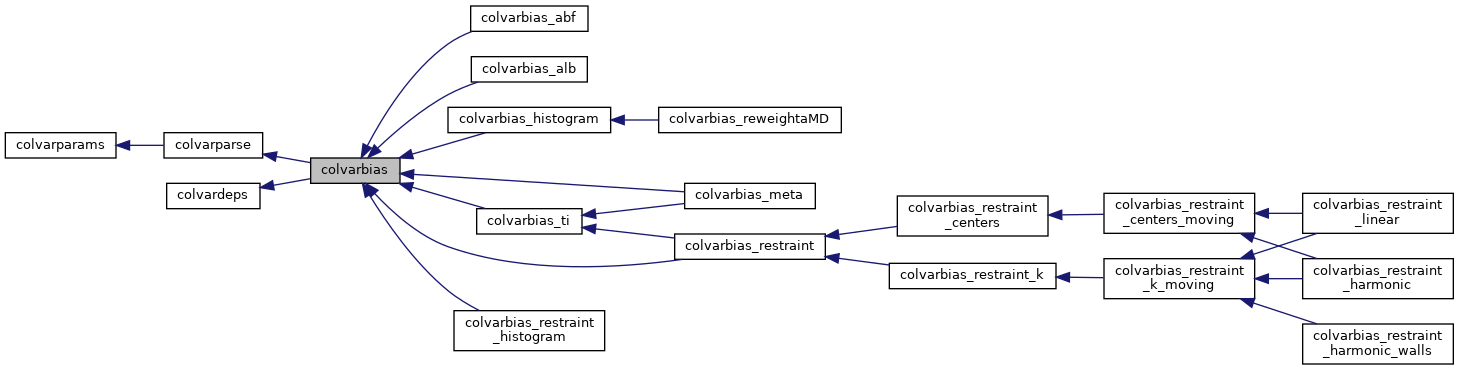 colvarbias_abf
colvarbias_alb
colvarbias_histogram
colvarbias_reweightaMD
colvarparams
colvarparse
colvarbias
colvardeps
colvarbias_meta
colvarbias_ti
colvarbias_restraint
colvarbias_restraint
_centers
colvarbias_restraint_k
colvarbias_restraint
_centers_moving
colvarbias_restraint
_k_moving
colvarbias_restraint
_linear
colvarbias_restraint
_harmonic
colvarbias_restraint
_harmonic_walls
colvarbias_restraint
_histogram